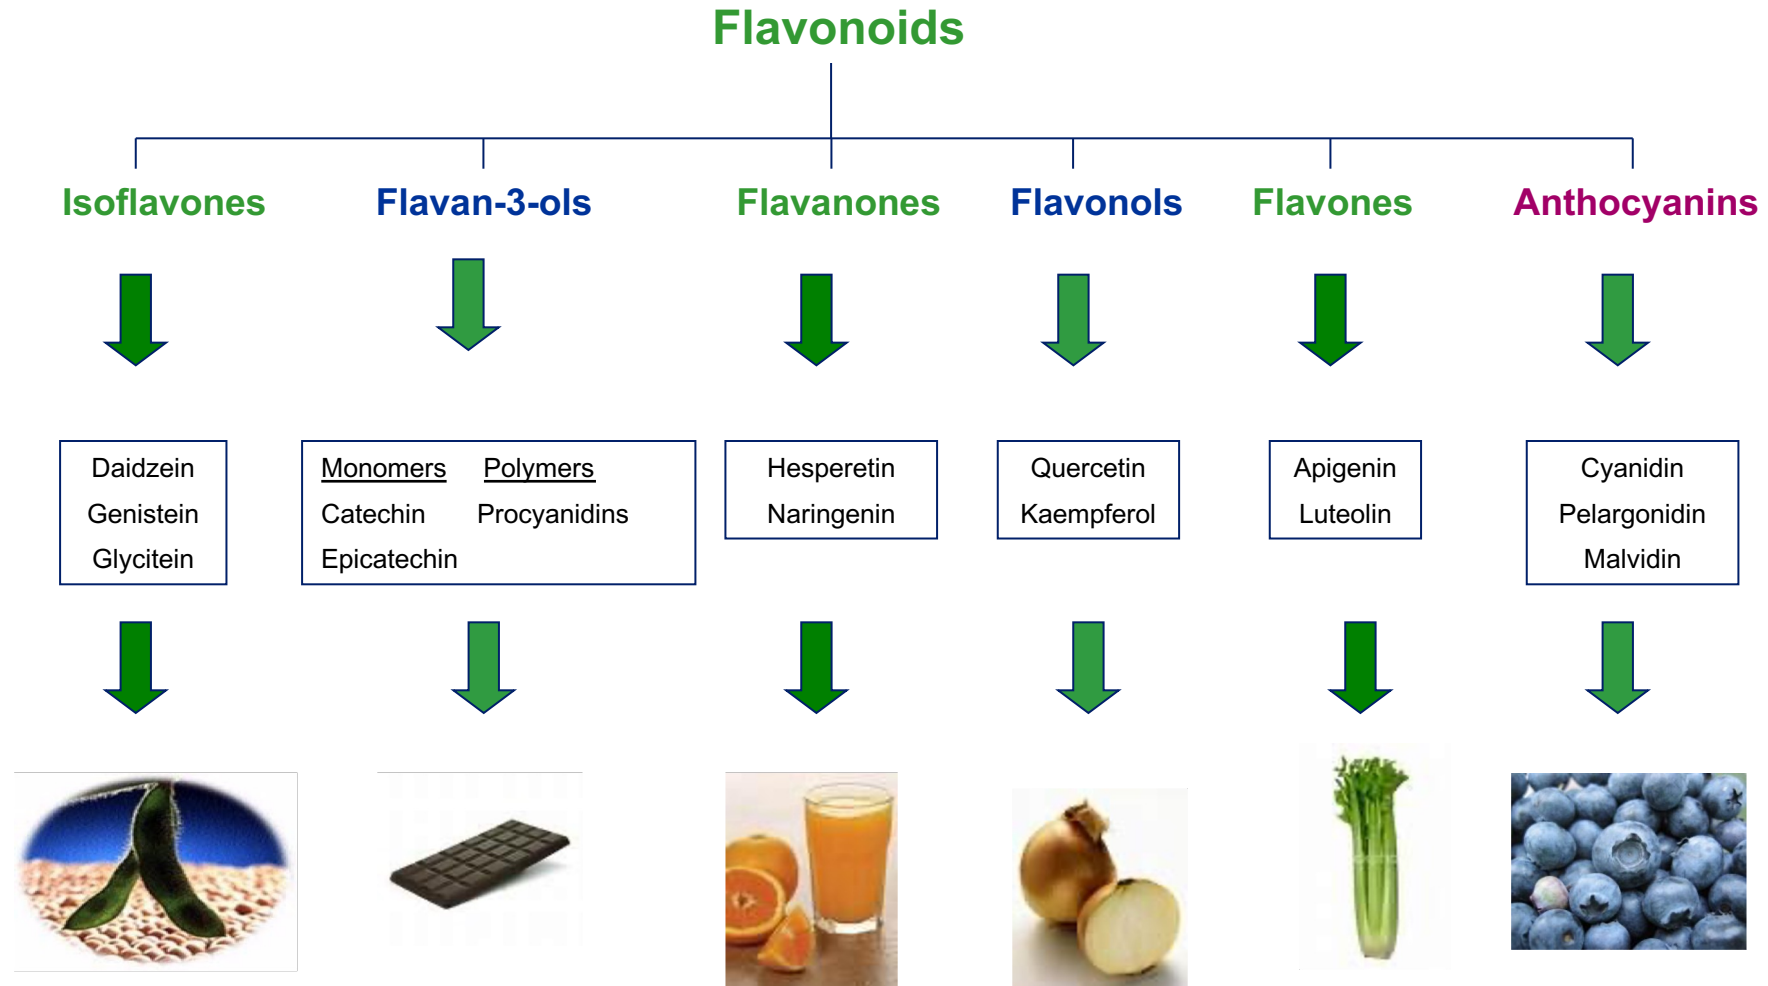 Flavonoids
Isoflavones
Flavan-3-ols
Flavanones
Flavonols
Flavones
Anthocyanins
Daidzein
Genistein
Glycitein
Monomers Polymers
Catechin Procyanidins
Epicatechin
Hesperetin
Naringenin
Quercetin
Kaempferol
Apigenin
Luteolin
Cyanidin
Pelargonidin
Malvidin